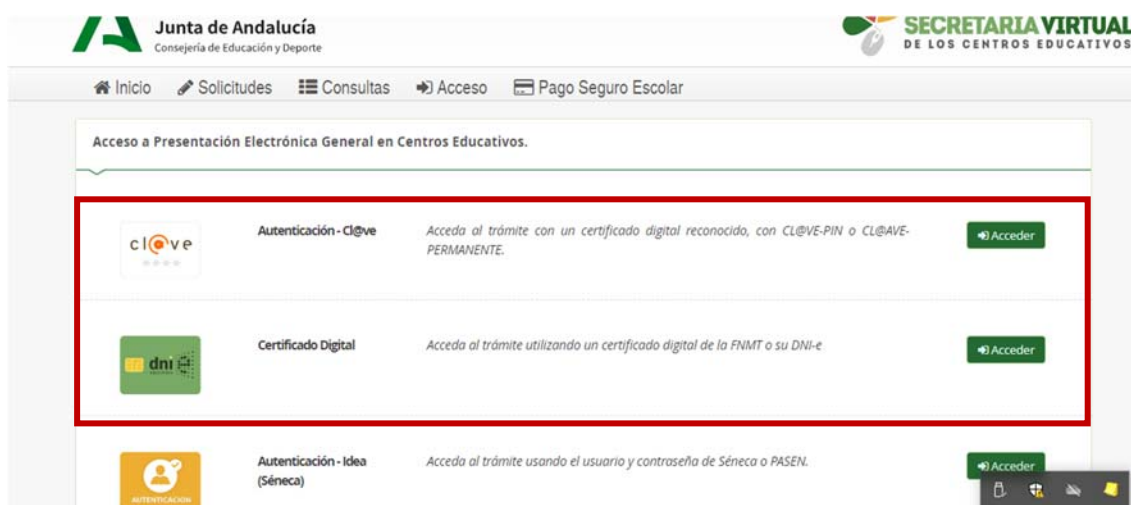 Junta de Andalucía
Consejería de Educación y Deporte
SECRETARIA VIRTUAL
DE LOS CENTROS EDUCATIVOS
Inicio Solicitudes Consultas Acceso Pago Seguro Escolar
Acceso a Presentación Electrónica General en Centros Educativos.
cl@ve
Autenticación - Cl@ve
Acceda al trámite con un certificado digital reconocido, con CL@VE-PIN o CL@AVE-
PERMANENTE.
Acceder
dni e
Certificado Digital
Acceda al trámite utilizando un certificado digital de la FNMT o su DNI-e
Acceder
AUTENTICACION
Autenticación - Idea
(Séneca)
Acceda al trámite usando el usuario y contraseña de Séneca o PASEN.
Acceder